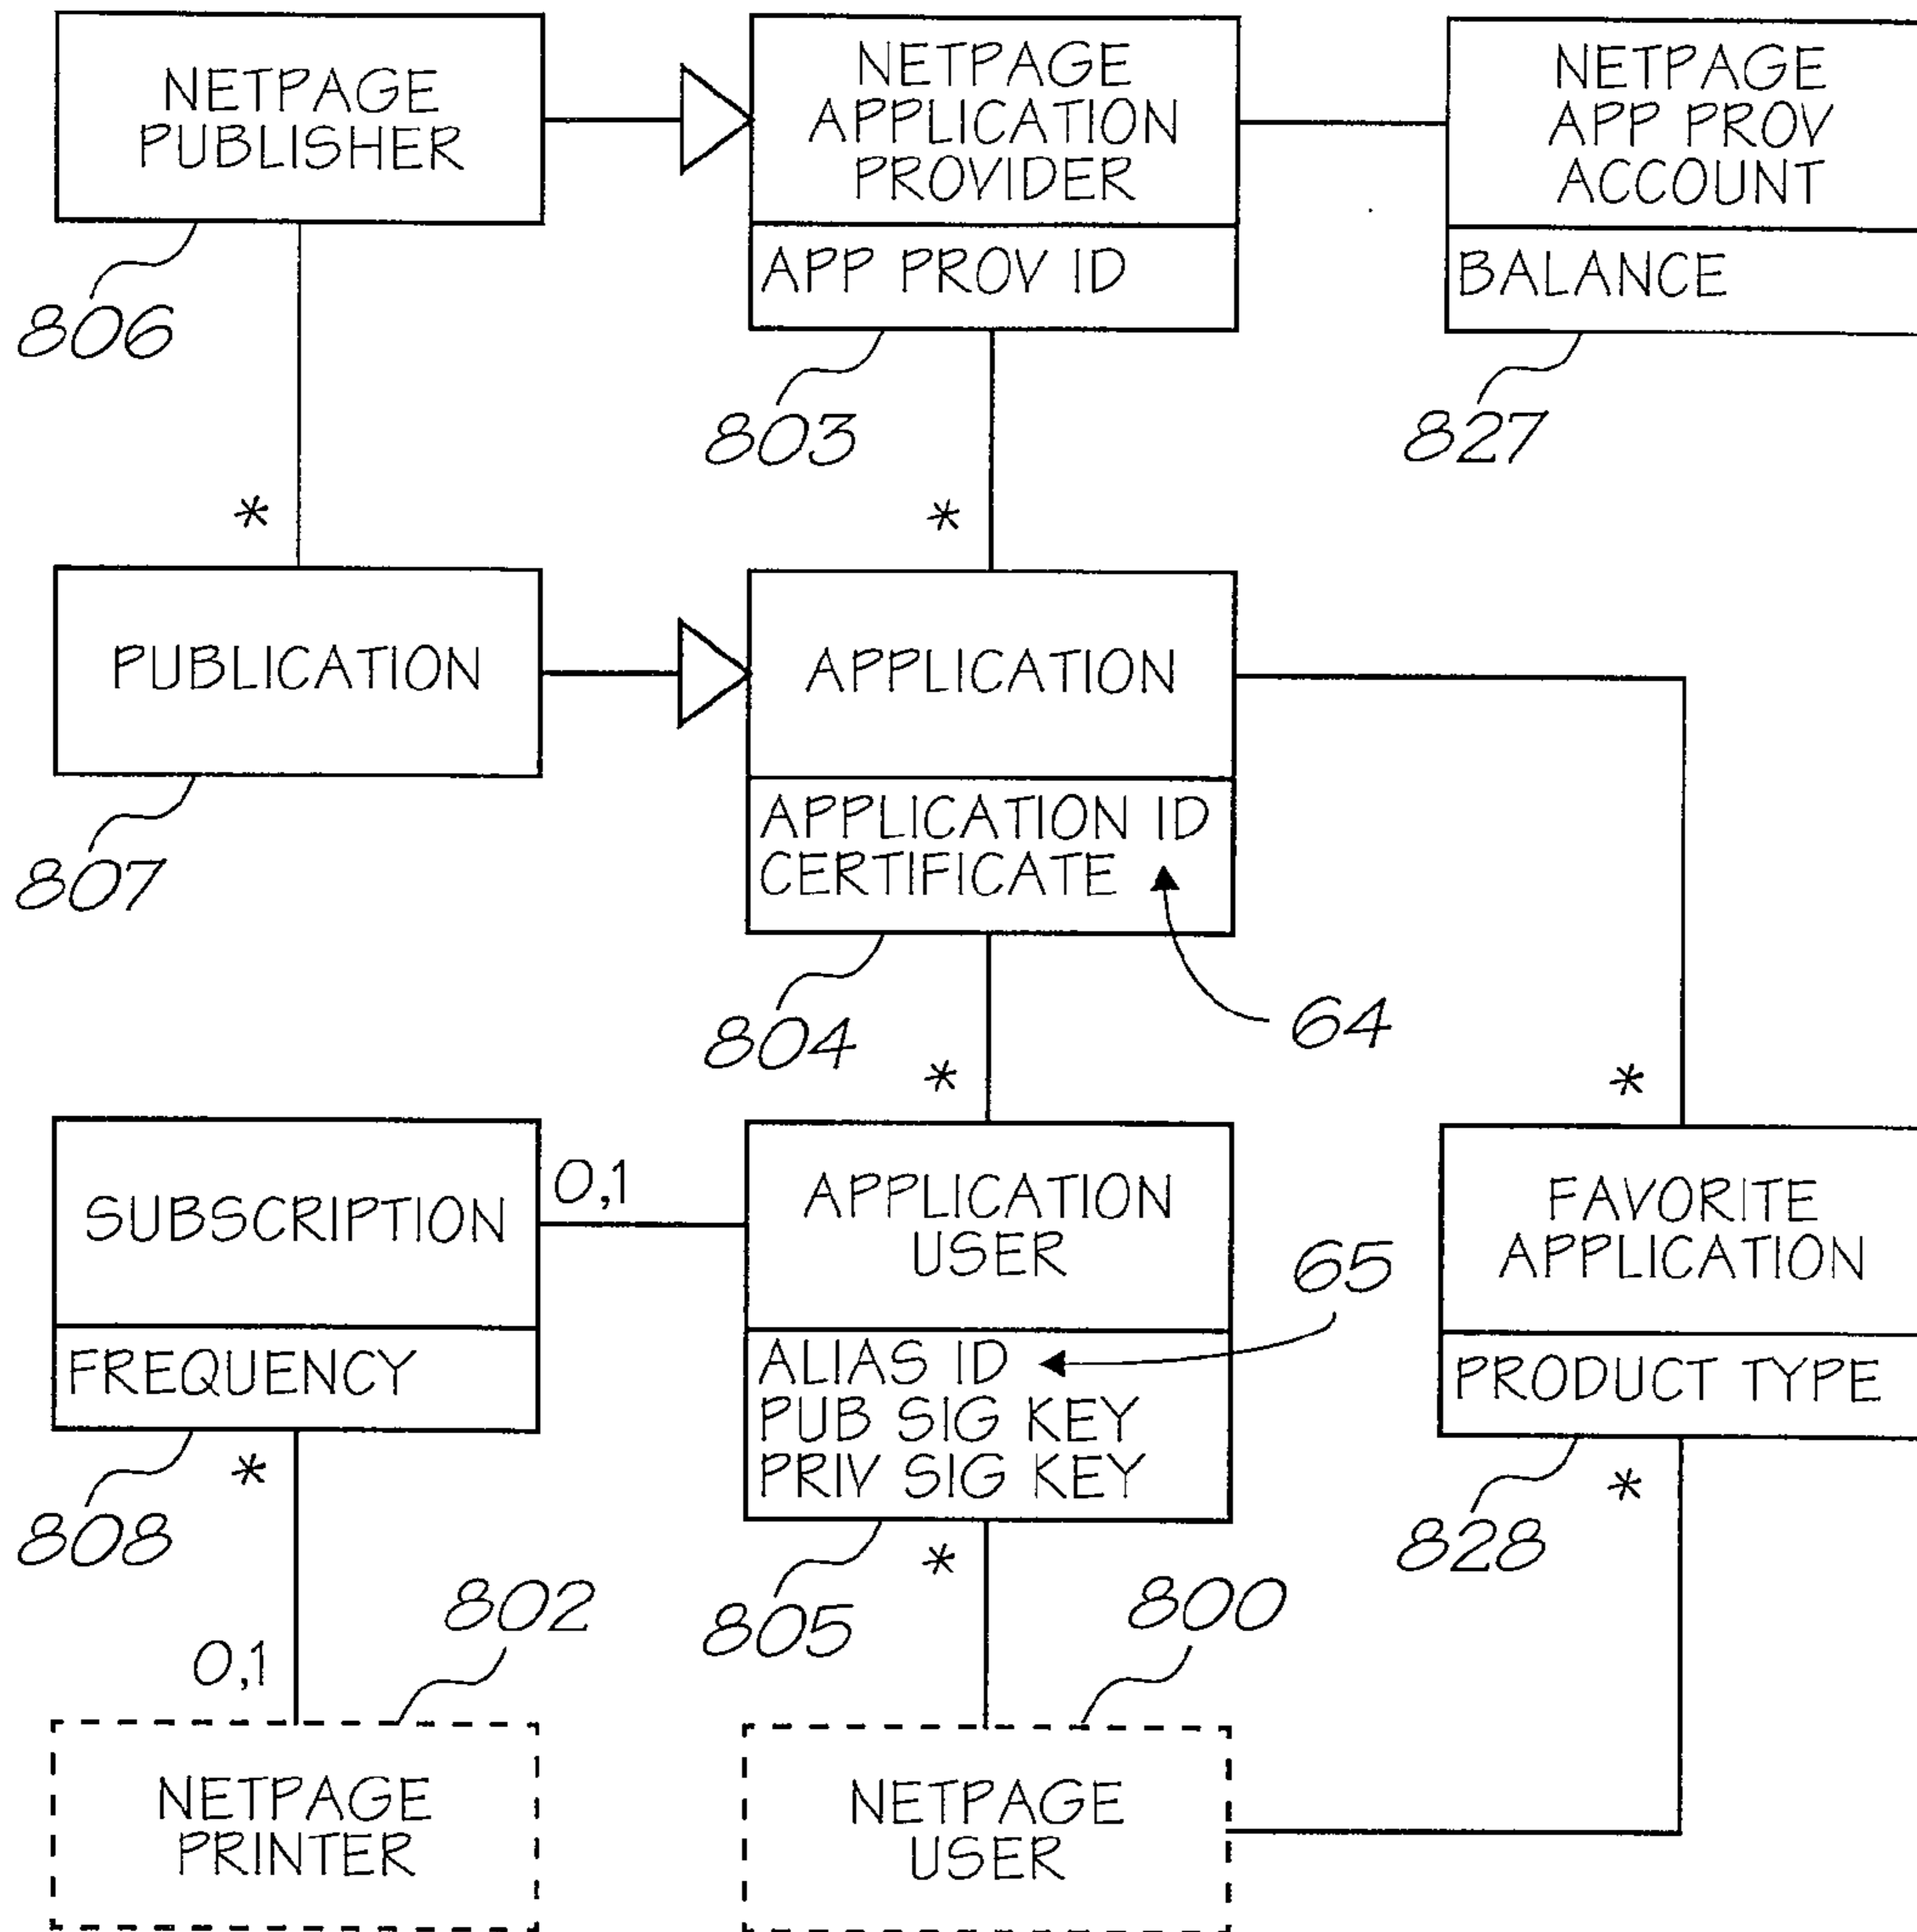 NETPAGE
PUBLISHER
NETPAGE
APPLICATION
PROVIDER
APP PROV ID
NETPAGE
APP PROV
ACCOUNT
BALANCE
806
803
827
*
*
PUBLICATION
APPLICATION
APPLICATION ID
CERTIFICATE
807
804
64
*
*
SUBSCRIPTION
FREQUENCY
0,1
APPLICATION
USER
ALIAS ID
PUB SIG KEY
PRIV SIG KEY
65
FAVORITE
APPLICATION
PRODUCT TYPE
808
*
802
0,1
805
*
800
828
*
NETPAGE
PRINTER
NETPAGE
USER